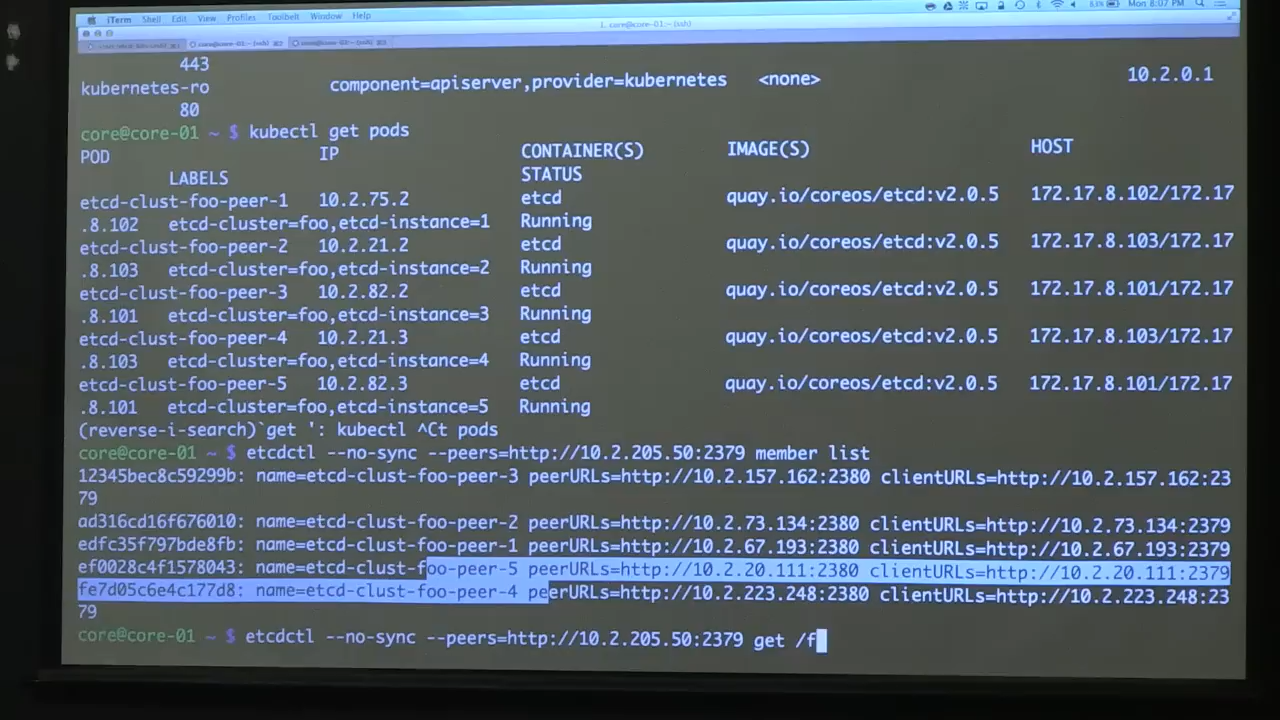 iTerm Shell Edit View Profiles Toolbelt Window Help
Mon 8:07 PM
1. core@core-01:~ (ssh)
443
kubernetes-ro component=apiserver,provider=kubernetes <none> 10.2.0.1
80
core@core-01 ~ $ kubectl get pods
POD IP CONTAINER(S) IMAGE(S) HOST
LABELS STATUS
etcd-clust-foo-peer-1 10.2.75.2 etcd quay.io/coreos/etcd:v2.0.5 172.17.8.102/172.17
.8.102 etcd-cluster=foo,etcd-instance=1 Running
etcd-clust-foo-peer-2 10.2.21.2 etcd quay.io/coreos/etcd:v2.0.5 172.17.8.103/172.17
.8.103 etcd-cluster=foo,etcd-instance=2 Running
etcd-clust-foo-peer-3 10.2.82.2 etcd quay.io/coreos/etcd:v2.0.5 172.17.8.101/172.17
.8.101 etcd-cluster=foo,etcd-instance=3 Running
etcd-clust-foo-peer-4 10.2.21.3 etcd quay.io/coreos/etcd:v2.0.5 172.17.8.103/172.17
.8.103 etcd-cluster=foo,etcd-instance=4 Running
etcd-clust-foo-peer-5 10.2.82.3 etcd quay.io/coreos/etcd:v2.0.5 172.17.8.101/172.17
.8.101 etcd-cluster=foo,etcd-instance=5 Running
(reverse-i-search)`get ': kubectl ^Ct pods
core@core-01 ~ $ etcdctl --no-sync --peers=http://10.2.205.50:2379 member list
12345bec8c59299b: name=etcd-clust-foo-peer-3 peerURLs=http://10.2.157.162:2380 clientURLs=http://10.2.157.162:23
79
ad316cd16f676010: name=etcd-clust-foo-peer-2 peerURLs=http://10.2.73.134:2380 clientURLs=http://10.2.73.134:2379
edfc35f797bde8fb: name=etcd-clust-foo-peer-1 peerURLs=http://10.2.67.193:2380 clientURLs=http://10.2.67.193:2379
ef0028c4f1578043: name=etcd-clust-foo-peer-5 peerURLs=http://10.2.20.111:2380 clientURLs=http://10.2.20.111:2379
fe7d05c6e4c177d8: name=etcd-clust-foo-peer-4 peerURLs=http://10.2.223.248:2380 clientURLs=http://10.2.223.248:23
79
core@core-01 ~ $ etcdctl --no-sync --peers=http://10.2.205.50:2379 get /f